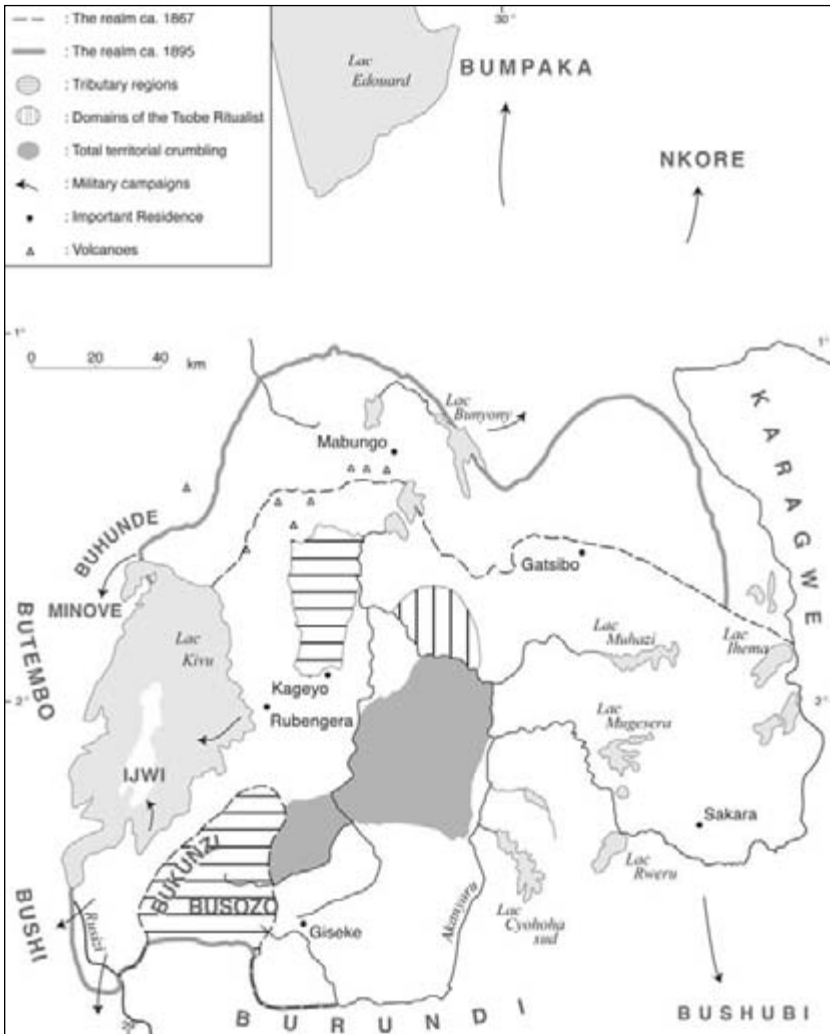 : The realm ca. 1867
: The realm ca. 1895
: Tributary regions
: Domains of the Tsobe Ritualist
: Total territorial crumbling
: Military campaigns
: Important Residence
: Volcanoes
30°
Lac
Edouard
BUMPAKA
NKORE
1°
1°
0 20 40 km
KARAGWE
Lac
Bunyony
Mabungo
BUHUNDE
Gatsibo
MINOVE
BUTEMBO
Lac
Kivu
Lac
Muhazi
Lac
Ihema
Kageyo
2°
2°
Rubengera
Lac
Mugesera
IJWI
Sakara
BUKUNZI
BUSOZO
Lac
Rweru
BUSHI
Rusizi
Giseke
Akanyaru
Lac
Cyohoha
sud
BURUNDI
BUSHUBI